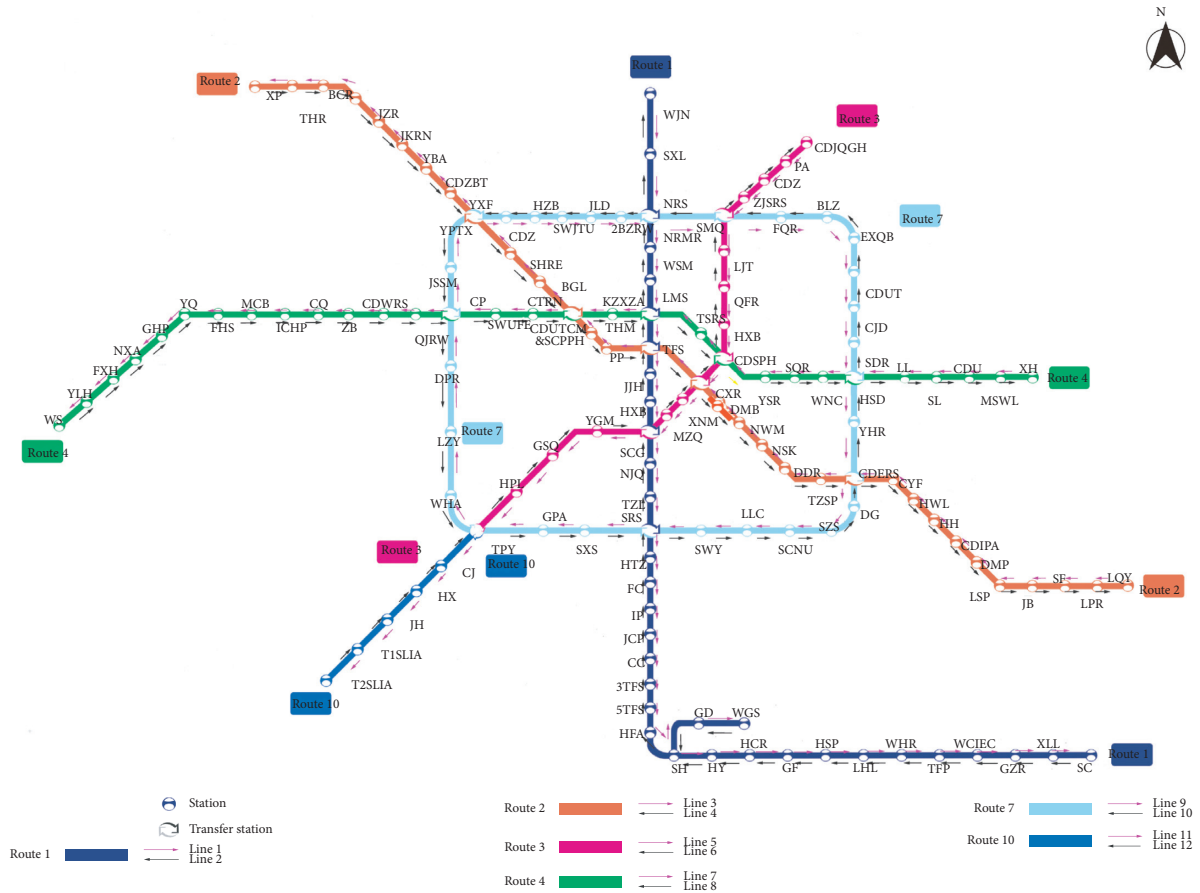 N
Route 1
Route 2
XP
BCR
THR
JZR
JKRN
YBA
CDZBT
YXF
WJN
SXL
Route 3
CDJQGH
PA
CDZ
ZJSRS
HZB
JLD
NRS
SMQ
BLZ
Route 7
YPTX
SWJTU
2BZRW
FQR
EXQB
CDZ
NRMR
SHRE
WSM
LJT
JSSM
BGL
CDUT
YQ
MCB
CQ
CDWRS
CP
CTRN
KZXZA
LMS
QFR
FHS
ICHP
ZB
SWUFE
CDUTCM
&SCPPH
THM
TSRS
CJD
GHP
QJRW
HXB
NXA
PP
TFS
CDSPH
SDR
FXH
DPR
JJH
SQR
LL
CDU
XH
Route 4
YLH
CXR
YSR
WNC
HSD
SL
MSWL
WS
HXB
DMB
YGM
XNM
NWM
YHR
Route 4
Route 7
MZQ
LZY
GSQ
SCG
NSK
NJQ
DDR
CDERS
HPL
CYF
WHA
TZL
TZSP
HWL
GPA
SRS
LLC
DG
HH
SZS
TPY
SXS
SWY
SCNU
CDIPA
Route 3
Route 10
HTZ
DMP
CJ
SF
LQY
Route 2
HX
FC
LSP
JB
LPR
IP
JH
JCP
T1SLIA
CC
T2SLIA
3TFS
Route 10
5TFS
GD
WGS
HFA
HCR
HSP
WHR
WCIEC
XLL
Route 1
SH
HY
GF
LHL
TFP
GZR
SC
Station
Transfer station
Route 1
Line 1
Line 2
Route 2
Line 3
Line 4
Route 3
Line 5
Line 6
Route 4
Line 7
Line 8
Route 7
Line 9
Line 10
Route 10
Line 11
Line 12